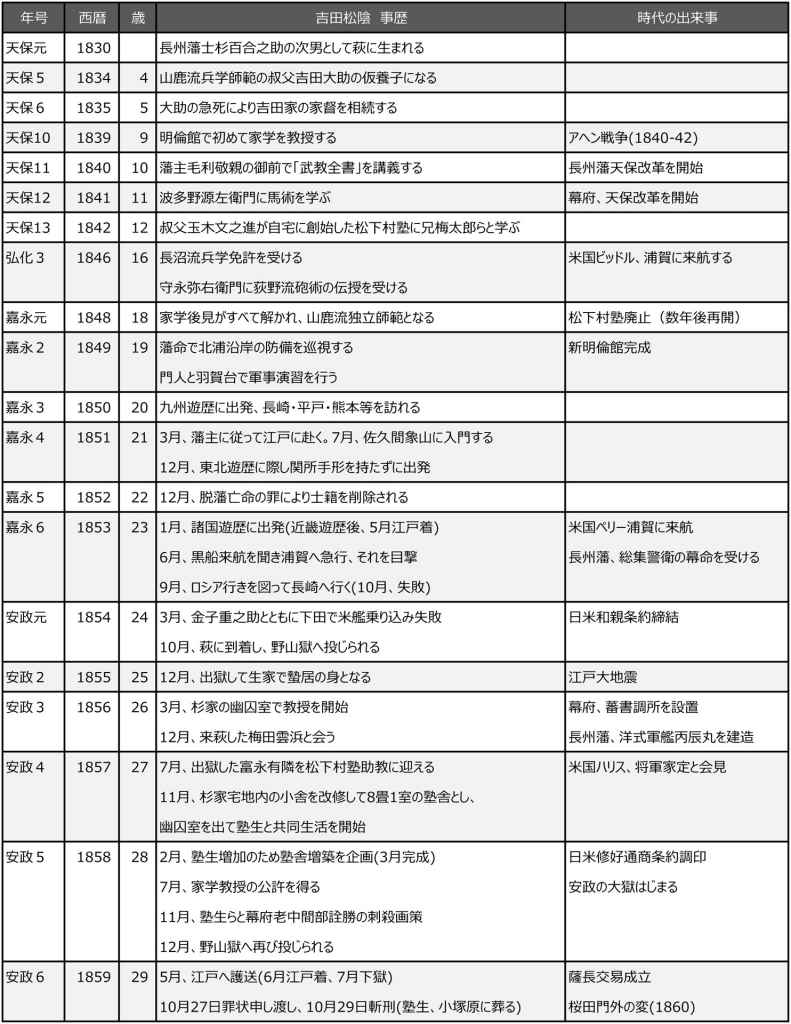 年号 西暦 歳 吉田松陰 事歴 時代の出来事
天保元 1830 長州藩士杉百合之助の次男として萩に生まれる
天保５ 1834 4 山鹿流兵学師範の叔父吉田大助の仮養子になる
天保６ 1835 5 大助の急死により吉田家の家督を相続する
天保10 1839 9 明倫館で初めて家学を教授する アヘン戦争(1840-42)
天保11 1840 10 藩主毛利敬親の御前で「武教全書」を講義する 長州藩天保改革を開始
天保12 1841 11 波多野源左衛門に馬術を学ぶ 幕府、天保改革を開始
天保13 1842 12 叔父玉木文之進が自宅に創始した松下村塾に兄梅太郎らと学ぶ
弘化３ 1846 16 長沼流兵学免許を受ける 米国ビッドル、浦賀に来航する
守永弥右衛門に荻野流砲術の伝授を受ける
嘉永元 1848 18 家学後見がすべて解かれ、山鹿流独立師範となる 松下村塾廃止（数年後再開）
嘉永２ 1849 19 藩命で北浦沿岸の防備を巡視する 新明倫館完成
門人と羽賀台で軍事演習を行う
嘉永３ 1850 20 九州遊歴に出発、長崎・平戸・熊本等を訪れる
嘉永４ 1851 21 3月、藩主に従って江戸に赴く。7月、佐久間象山に入門する
12月、東北遊歴に際し関所手形を持たずに出発
嘉永５ 1852 22 12月、脱藩亡命の罪により士籍を削除される
嘉永６ 1853 23 1月、諸国遊歴に出発(近畿遊歴後、5月江戸着) 米国ペリー浦賀に来航
6月、黒船来航を聞き浦賀へ急行、それを目撃 長州藩、総集警衛の幕命を受ける
9月、ロシア行きを図って長崎へ行く(10月、失敗)
安政元 1854 24 3月、金子重之助とともに下田で米艦乗り込み失敗 日米和親条約締結
10月、萩に到着し、野山獄へ投じられる
安政２ 1855 25 12月、出獄して生家で蟄居の身となる 江戸大地震
安政３ 1856 26 3月、杉家の幽囚室で教授を開始 幕府、蕃書調所を設置
12月、来萩した梅田雲浜と会う 長州藩、洋式軍艦丙辰丸を建造
安政４ 1857 27 7月、出獄した富永有隣を松下村塾助教に迎える 米国ハリス、将軍家定と会見
11月、杉家宅地内の小舎を改修して8畳1室の塾舎とし、
幽囚室を出て塾生と共同生活を開始
安政５ 1858 28 2月、塾生増加のため塾舎増築を企画(3月完成) 日米修好通商条約調印
7月、家学教授の公許を得る 安政の大獄はじまる
11月、塾生らと幕府老中間部詮勝の刺殺画策
12月、野山獄へ再び投じられる
安政６ 1859 29 5月、江戸へ護送(6月江戸着、7月下獄) 薩長交易成立
10月27日罪状申し渡し、10月29日斬刑(塾生、小塚原に葬る) 桜田門外の変(1860)